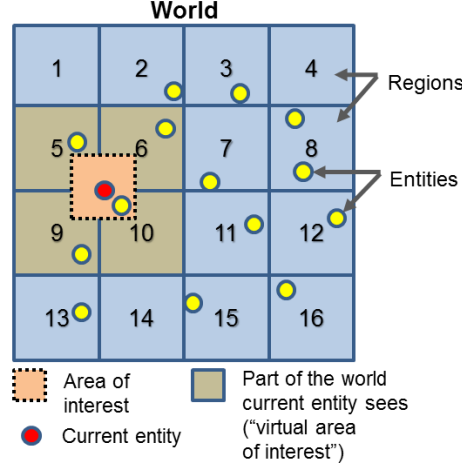 World
1 2 3 4
Regions
5 6 7 8
Entities
9 10 11 12
13 14 15 16
Area of
interest
Current entity
Part of the world
current entity sees
(“virtual area
of interest”)